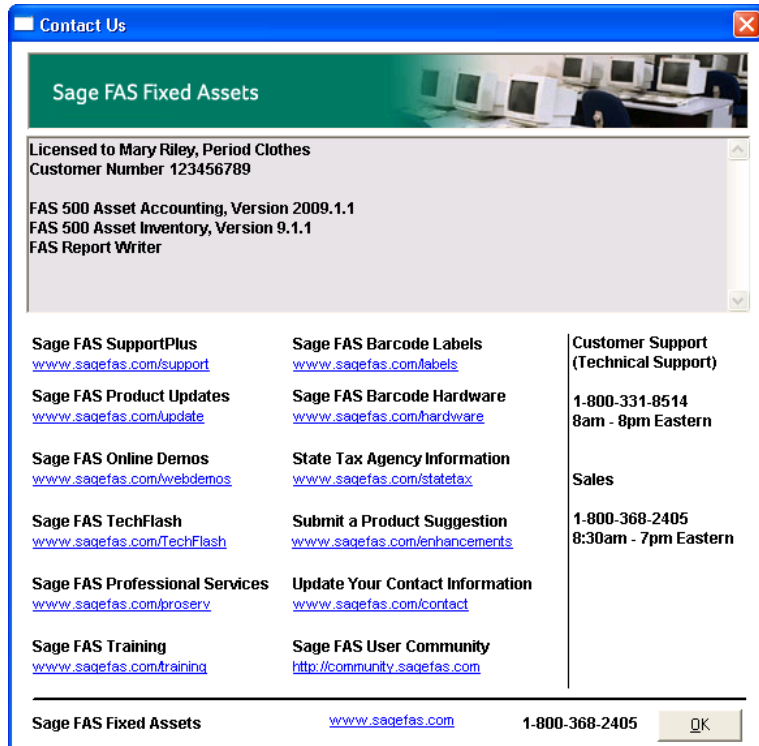 Contact Us
Sage FAS Fixed Assets
Licensed to Mary Riley, Period Clothes
Customer Number 123456789
FAS 500 Asset Accounting, Version 2009.1.1
FAS 500 Asset Inventory, Version 9.1.1
FAS Report Writer
Sage FAS SupportPlus
www.sagefas.com/support
Sage FAS Product Updates
www.sagefas.com/update
Sage FAS Online Demos
www.sagefas.com/webdemos
Sage FAS TechFlash
www.sagefas.com/TechFlash
Sage FAS Professional Services
www.sagefas.com/proserv
Sage FAS Training
www.sagefas.com/training
Sage FAS Barcode Labels
www.sagefas.com/labels
Sage FAS Barcode Hardware
www.sagefas.com/hardware
State Tax Agency Information
www.sagefas.com/statetax
Submit a Product Suggestion
www.sagefas.com/enhancements
Update Your Contact Information
www.sagefas.com/contact
Sage FAS User Community
http://community.sagefas.com
Customer Support
(Technical Support)
1-800-331-8514
8am - 8pm Eastern
Sales
1-800-368-2405
8:30am - 7pm Eastern
Sage FAS Fixed Assets www.sagefas.com 1-800-368-2405 OK